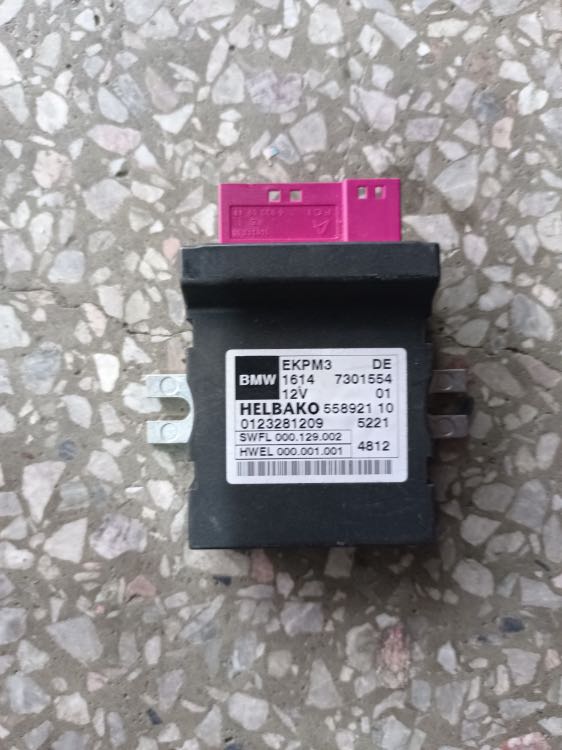 BMW
EKPM3 DE
1614 7301554
12V 01
HELBAKO 558921 10
0123281209 5221
SWFL 000.129.002
HWEL 000.001.001
4812